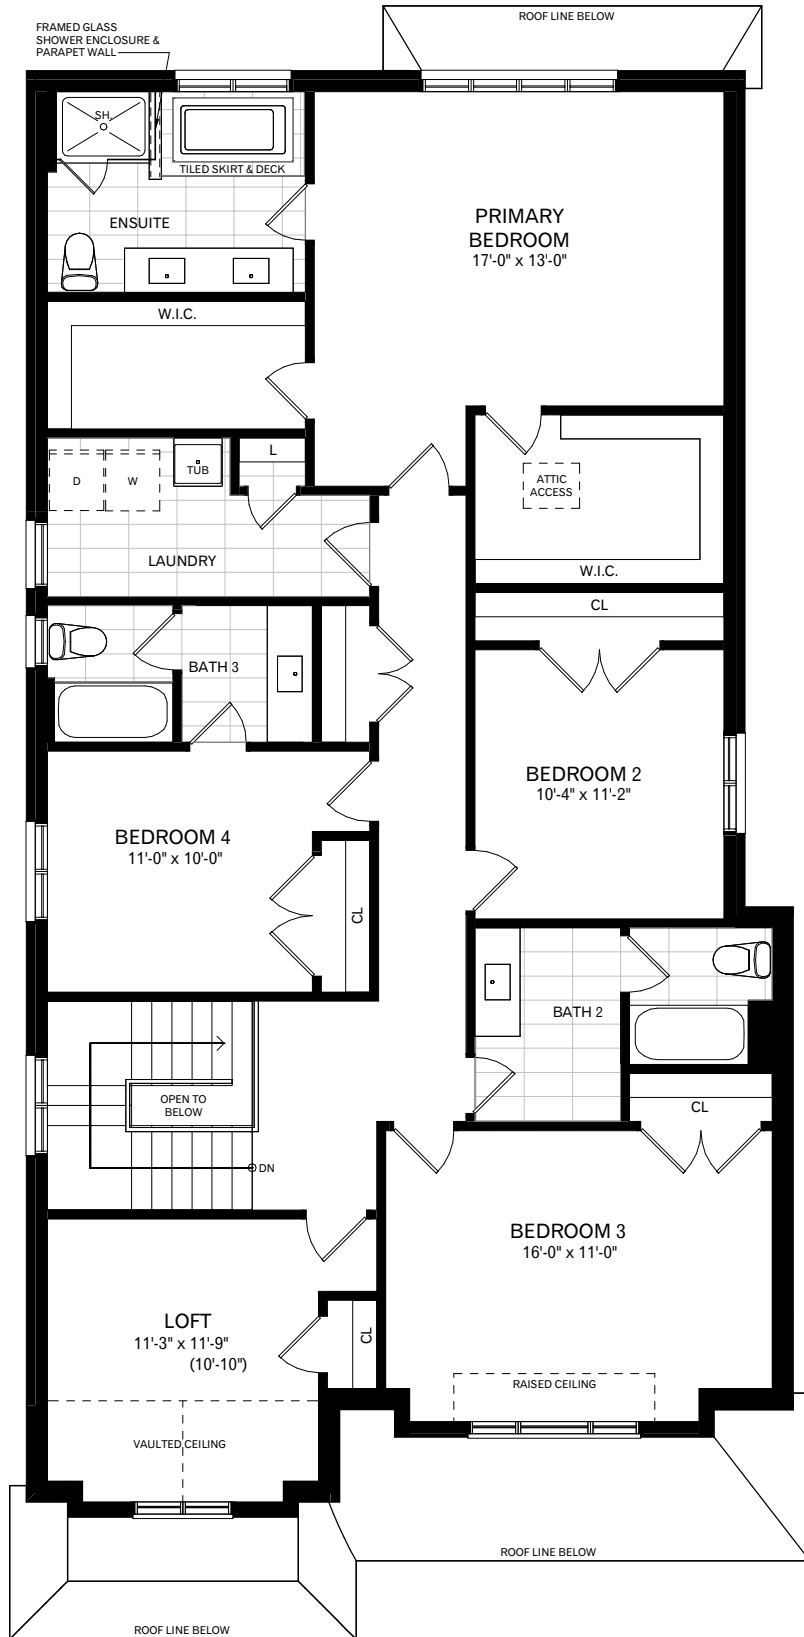 ROOF LINE BELOW
FRAMED GLASS
SHOWER ENCLOSURE &
PARAPET WALL
SH.
TILED SKIRT & DECK
ENSUITE
PRIMARY
BEDROOM
17'-0" x 13'-0"
W.I.C.
L
TUB
D
W
ATTIC
ACCESS
LAUNDRY
W.I.C.
CL
BATH 3
BEDROOM 2
10'-4" x 11'-2"
BEDROOM 4
11'-0" x 10'-0"
CL
BATH 2
OPEN TO
BELOW
CL
DN
BEDROOM 3
16'-0" x 11'-0"
LOFT
11'-3" x 11'-9"
(10'-10")
CL
RAISED CEILING
VAULTED CEILING
ROOF LINE BELOW
ROOF LINE BELOW